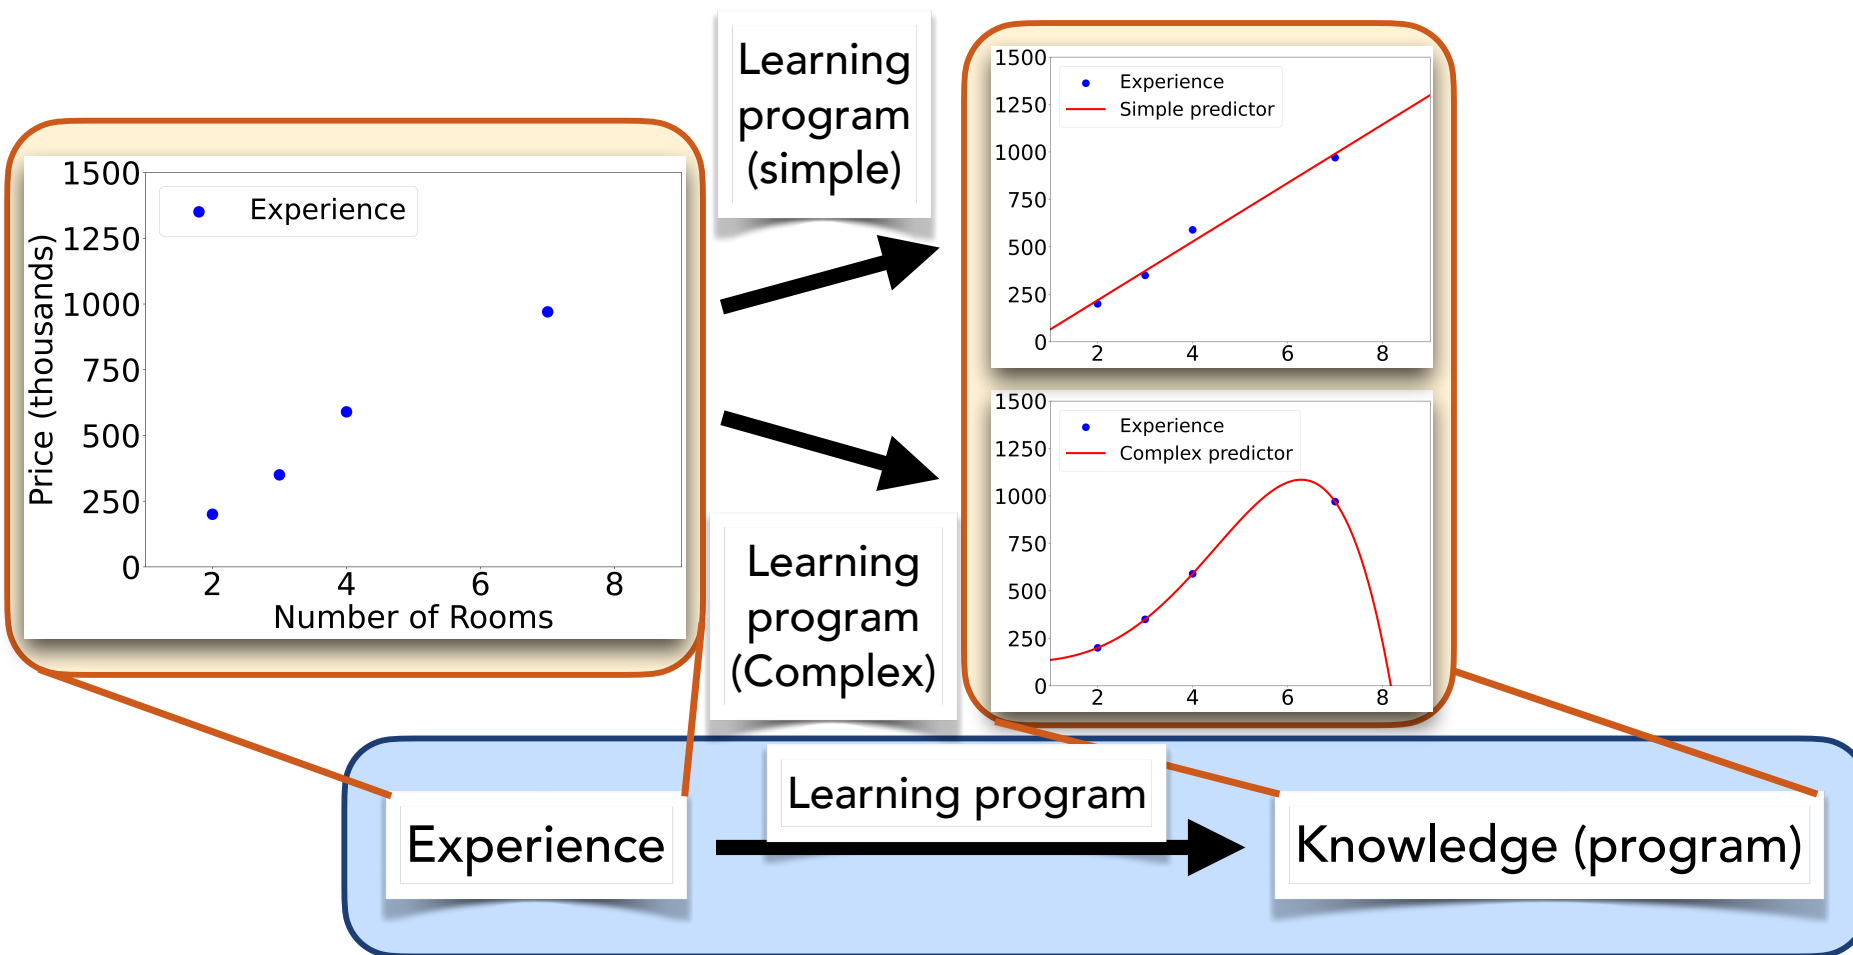 Learning
program
(simple)
1500
1250
1000
750
500
250
0
Experience
Price (thousands)
2 4 6 8
Number of Rooms
1500
1250
1000
750
500
250
0
Experience
Simple predictor
2 4 6 8
Learning
program
(Complex)
1500
1250
1000
750
500
250
0
Experience
Complex predictor
2 4 6 8
Experience
Learning program
Knowledge (program)